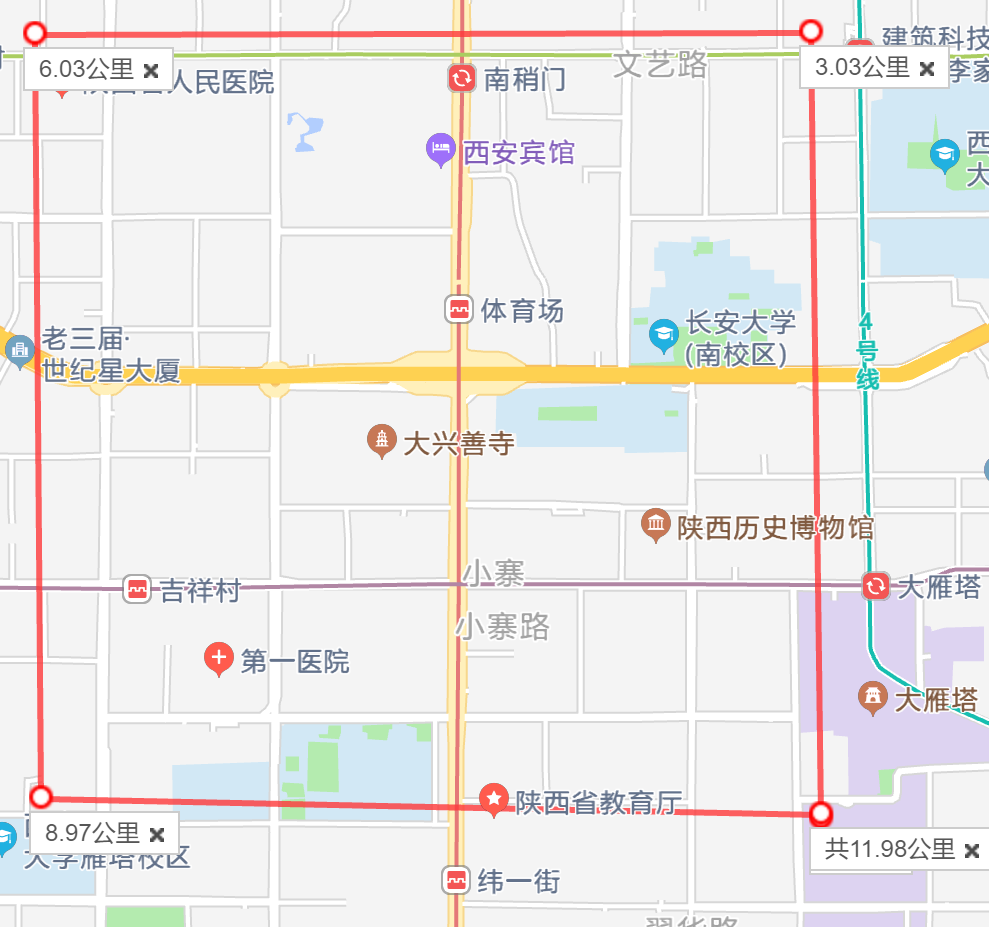 建筑科技
文艺路
6.03公里
3.03公里
李家
人民医院
南稍门
西安宾馆
西
大
体育场
长安大学
(南校区)
4号线
老三届·
世纪星大厦
大兴善寺
陕西历史博物馆
小寨
吉祥村
大雁塔
小寨路
第一医院
大雁塔
陕西省教育厅
8.97公里
共11.98公里
大学雁塔校区
纬一街
翠华路